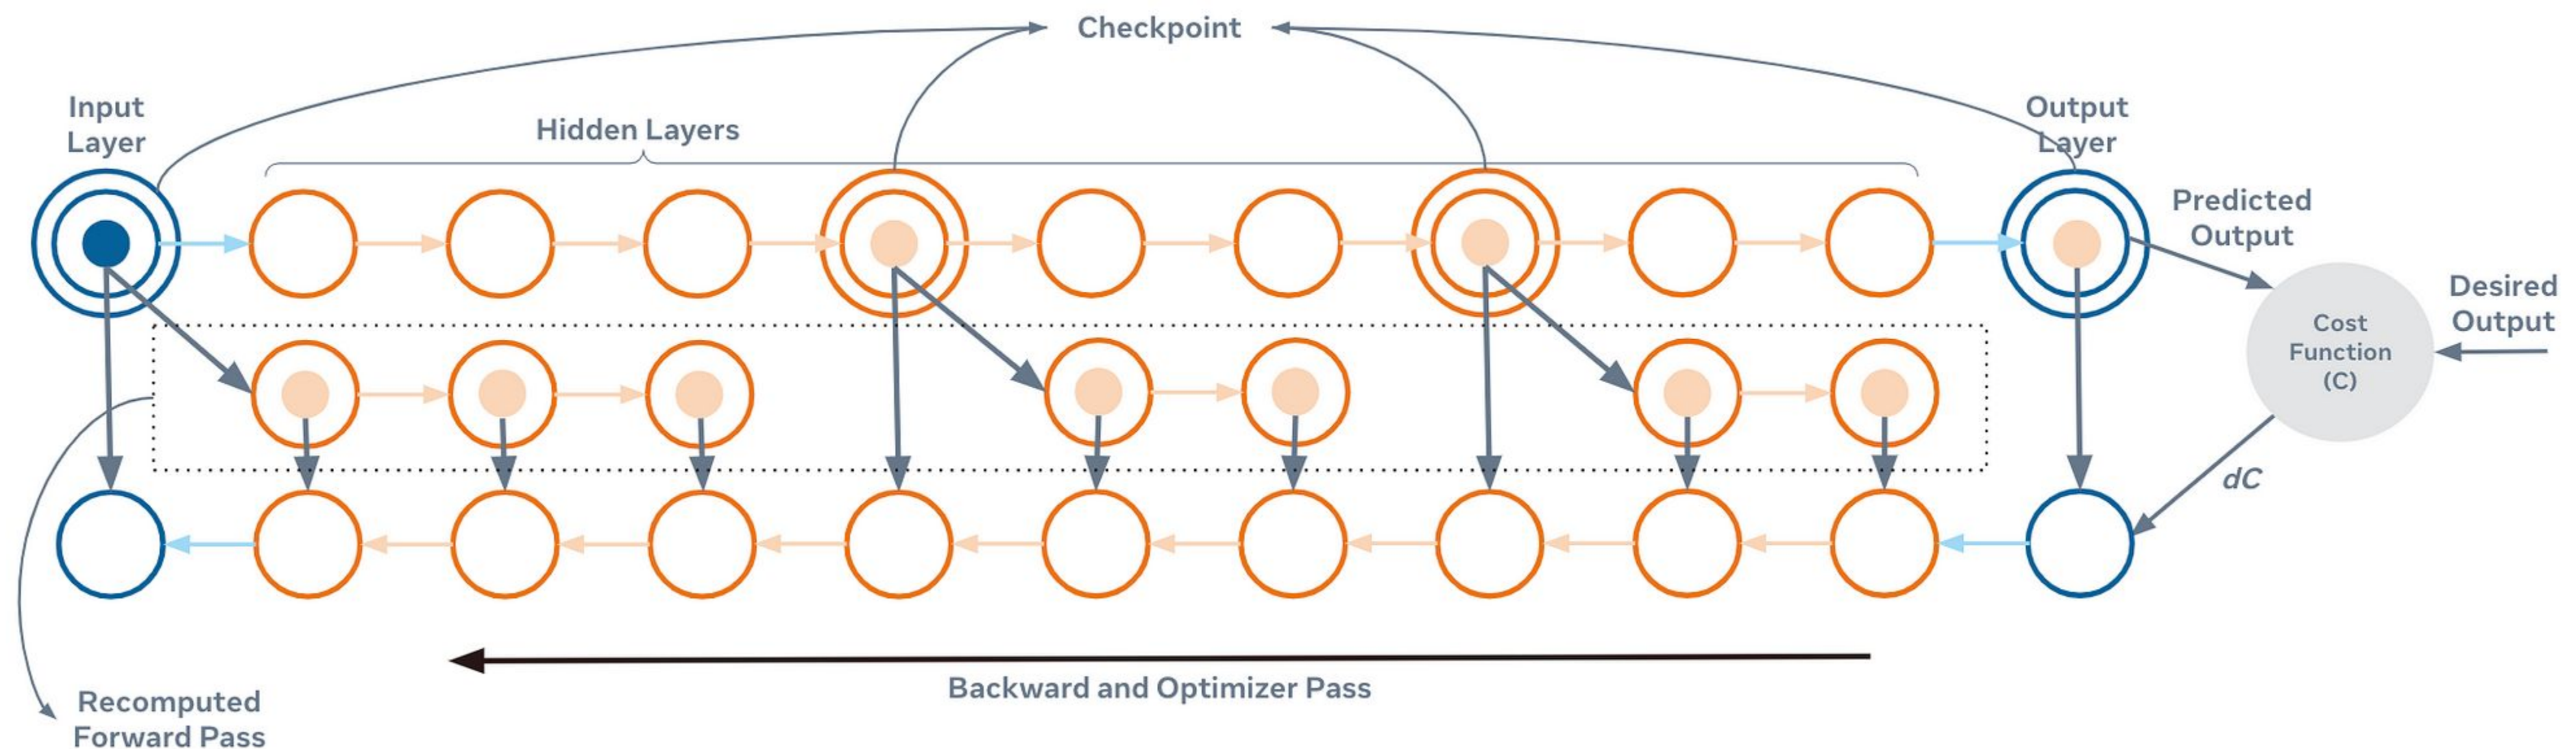 Checkpoint
Input
Layer
Hidden Layers
Output
Layer
Predicted
Output
Desired
Output
Cost
Function
(C)
dC
Backward and Optimizer Pass
Recomputed
Forward Pass